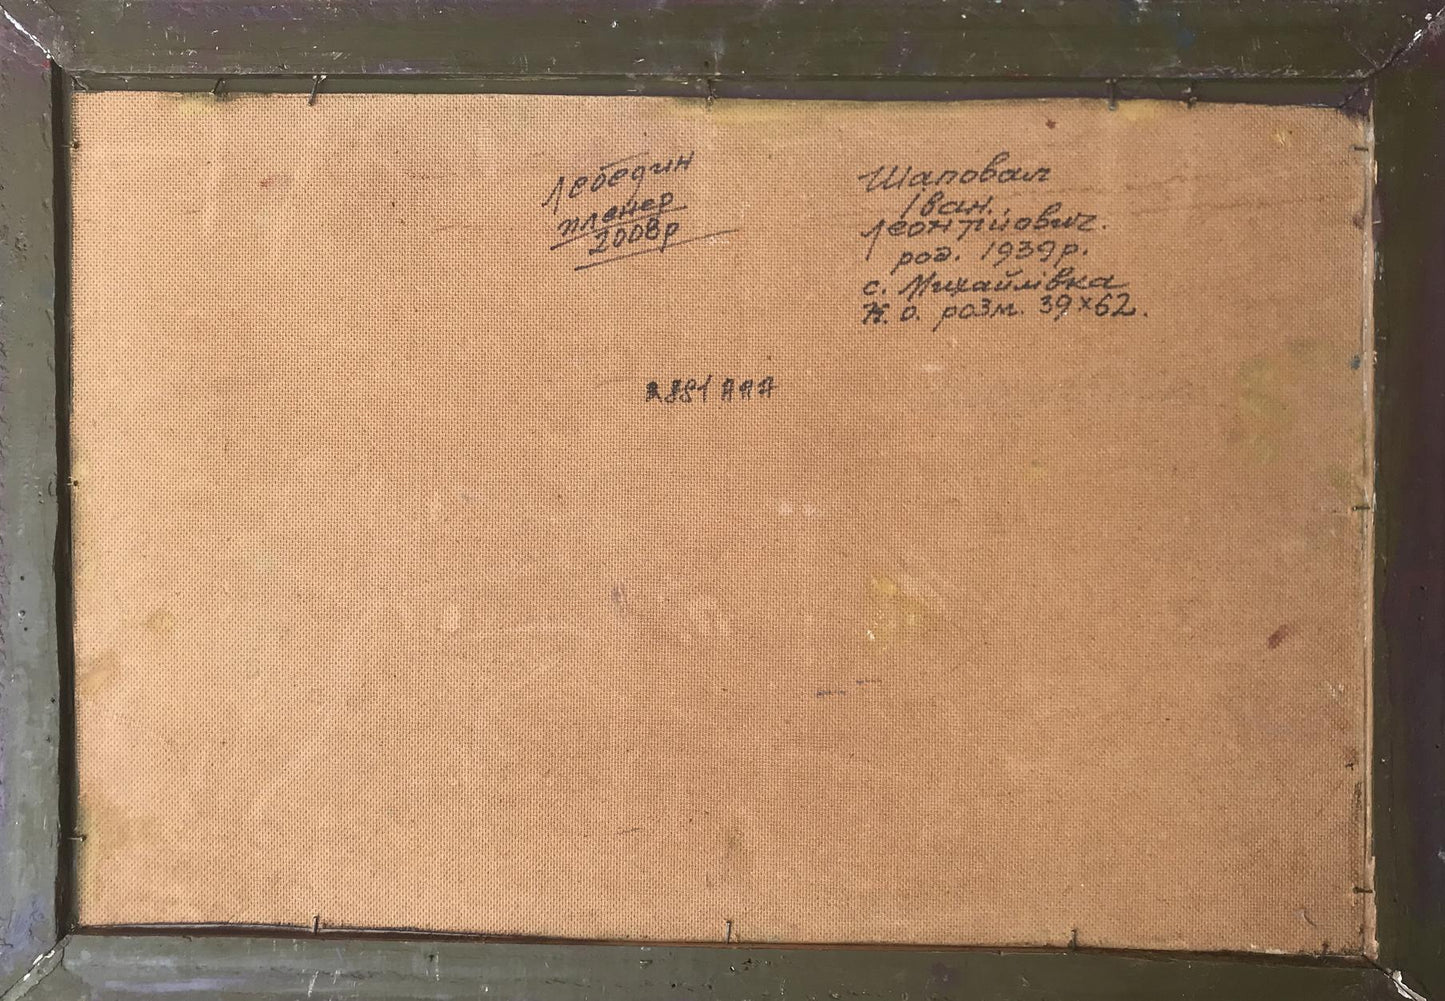 Лебедин
пленер
2008р
Шаповал
Іван.
Леонтійович.
род. 1939р.
с. Михайлівка
К. о. розм. 39×62.